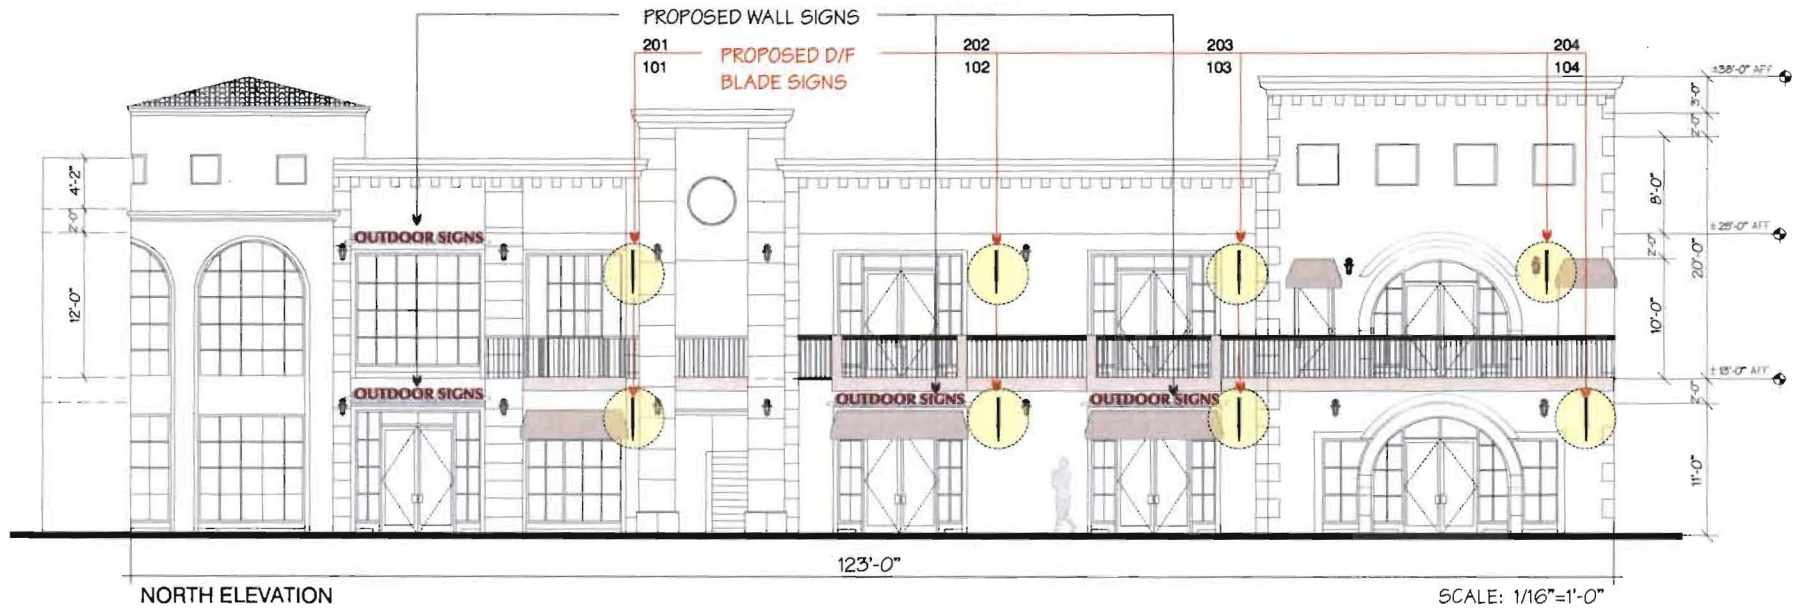 PROPOSED WALL SIGNS
201
101
PROPOSED D/F
BLADE SIGNS
202
102
203
103
204
104
±38'-0" AFF
3'-0"
2'-0"
4'-2"
2'-0"
8'-0"
OUTDOOR SIGNS
±25'-0" AFF
2'-0"
20'-0"
12'-0"
10'-0"
±13'-0" AFF
OUTDOOR SIGNS
OUTDOOR SIGNS
OUTDOOR SIGNS
2'-0"
11'-0"
123'-0"
NORTH ELEVATION
SCALE: 1/16"=1'-0"